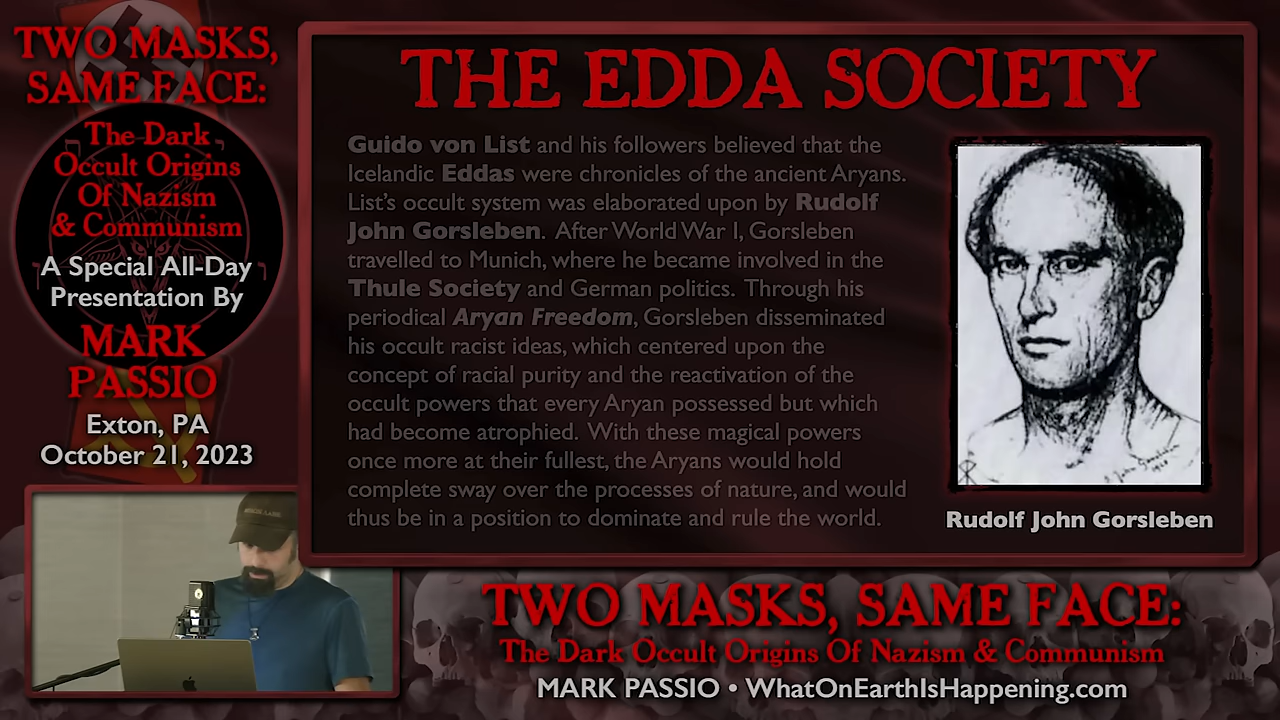 TWO MASKS,
SAME FACE:
The Dark
Occult Origins
Of Nazism
& Communism
A Special All-Day
Presentation By
MARK
PASSIO
Exton, PA
October 21, 2023
THE EDDA SOCIETY
Guido von List and his followers believed that the
Icelandic Eddas were chronicles of the ancient Aryans.
List's occult system was elaborated upon by Rudolf
John Gorsleben. After World War I, Gorsleben
travelled to Munich, where he became involved in the
Thule Society and German politics. Through his
periodical Aryan Freedom, Gorsleben disseminated
his occult racist ideas, which centered upon the
concept of racial purity and the reactivation of the
occult powers that every Aryan possessed but which
had become atrophied. With these magical powers
once more at their fullest, the Aryans would hold
complete sway over the processes of nature, and would
thus be in a position to dominate and rule the world.
Rudolf John Gorsleben
TWO MASKS, SAME FACE:
The Dark Occult Origins Of Nazism & Communism
MARK PASSIO • WhatOnEarthIsHappening.com